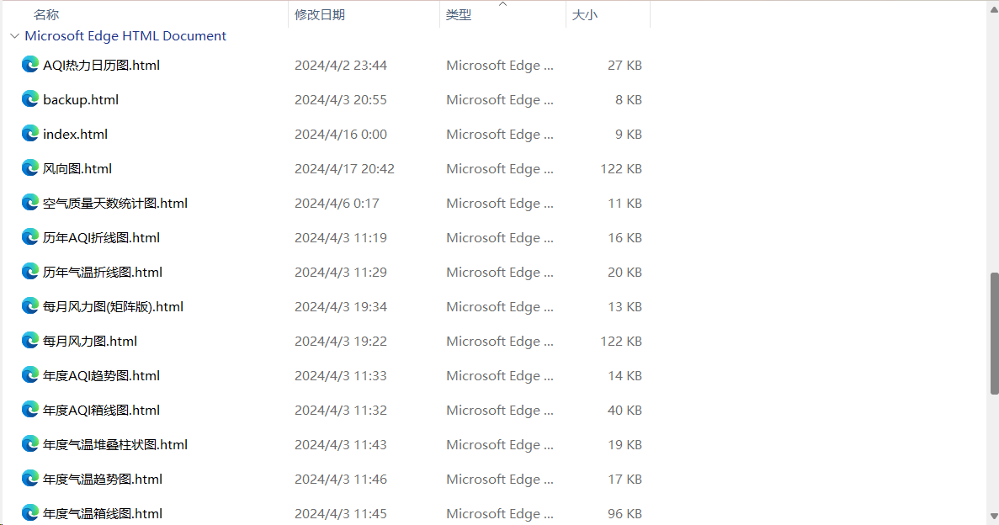 名称 修改日期 类型 大小
Microsoft Edge HTML Document
AQI热力日历图.html 2024/4/2 23:44 Microsoft Edge ... 27 KB
backup.html 2024/4/3 20:55 Microsoft Edge ... 8 KB
index.html 2024/4/16 0:00 Microsoft Edge ... 9 KB
风向图.html 2024/4/17 20:42 Microsoft Edge ... 122 KB
空气质量天数统计图.html 2024/4/6 0:17 Microsoft Edge ... 11 KB
历年AQI折线图.html 2024/4/3 11:19 Microsoft Edge ... 16 KB
历年气温折线图.html 2024/4/3 11:29 Microsoft Edge ... 20 KB
每月风力图(矩阵版).html 2024/4/3 19:34 Microsoft Edge ... 13 KB
每月风力图.html 2024/4/3 19:22 Microsoft Edge ... 122 KB
年度AQI趋势图.html 2024/4/3 11:33 Microsoft Edge ... 14 KB
年度AQI箱线图.html 2024/4/3 11:32 Microsoft Edge ... 40 KB
年度气温堆叠柱状图.html 2024/4/3 11:43 Microsoft Edge ... 19 KB
年度气温趋势图.html 2024/4/3 11:46 Microsoft Edge ... 17 KB
年度气温箱线图.html 2024/4/3 11:45 Microsoft Edge ... 96 KB